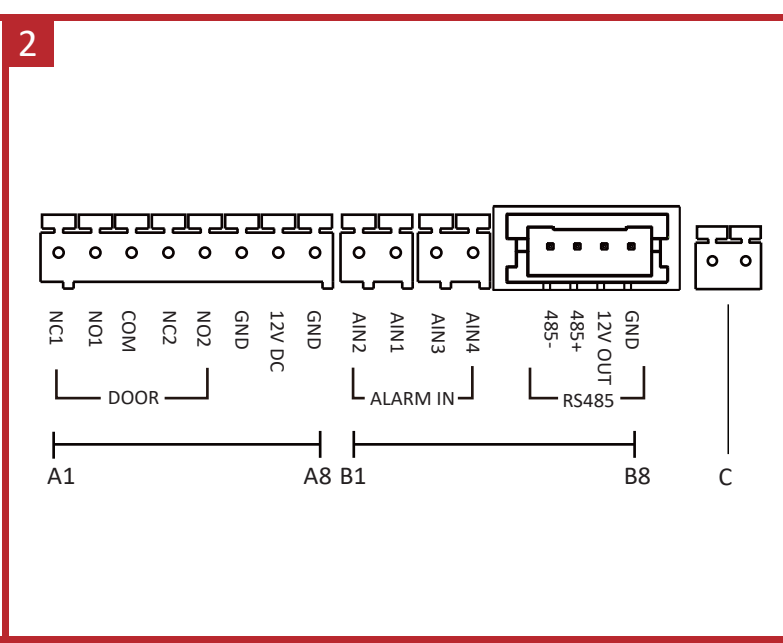 2
NC1
NO1
COM
NC2
NO2
GND
12V DC
GND
AIN2
AIN1
AIN3
AIN4
485-
485+
12V OUT
GND
DOOR
ALARM IN
RS485
A1
A8
B1
B8
C